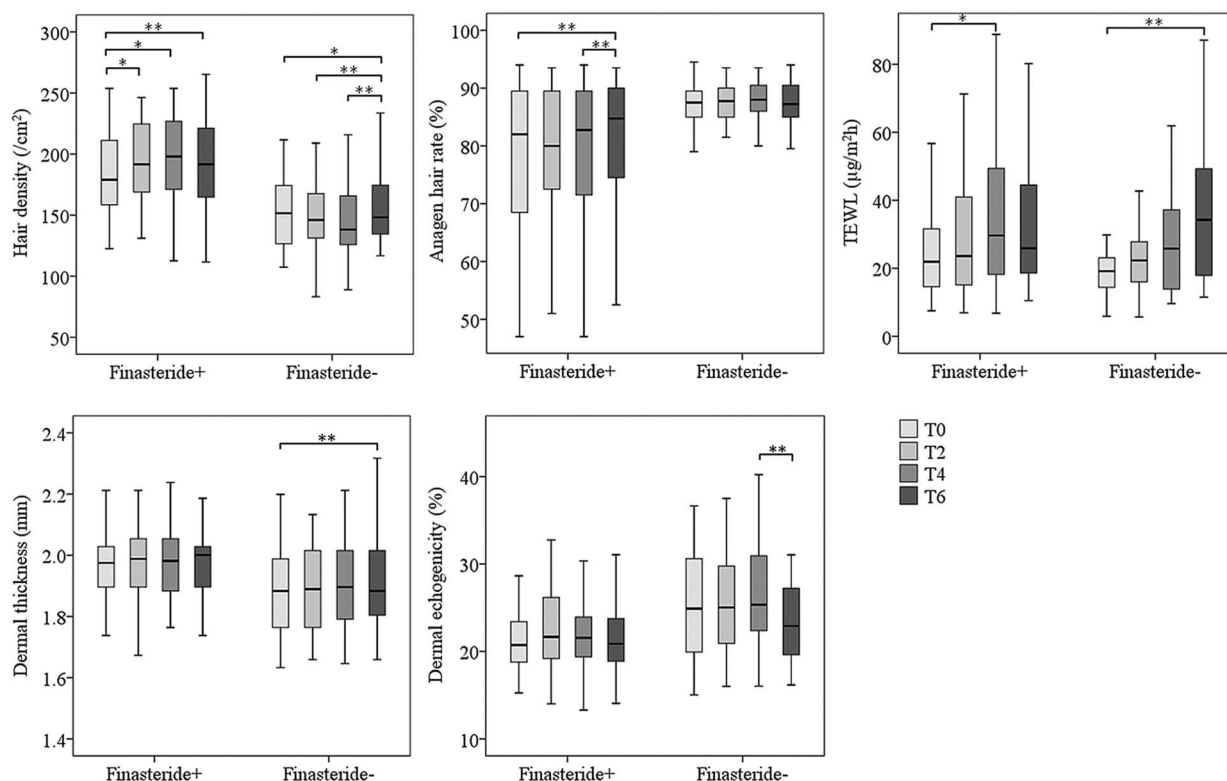 Hair density (/cm²)
300
250
200
150
100
50
**
*
*
*
**
**
Finasteride+ Finasteride-
Anagen hair rate (%)
100
90
80
70
60
50
**
**
Finasteride+ Finasteride-
TEWL (µg/m²h)
80
60
40
20
0
*
**
Finasteride+ Finasteride-
Dermal thickness (mm)
2.4
2.2
2.0
1.8
1.6
1.4
**
Finasteride+ Finasteride-
Dermal echogenicity (%)
40
30
20
10
**
Finasteride+ Finasteride-
T0
T2
T4
T6